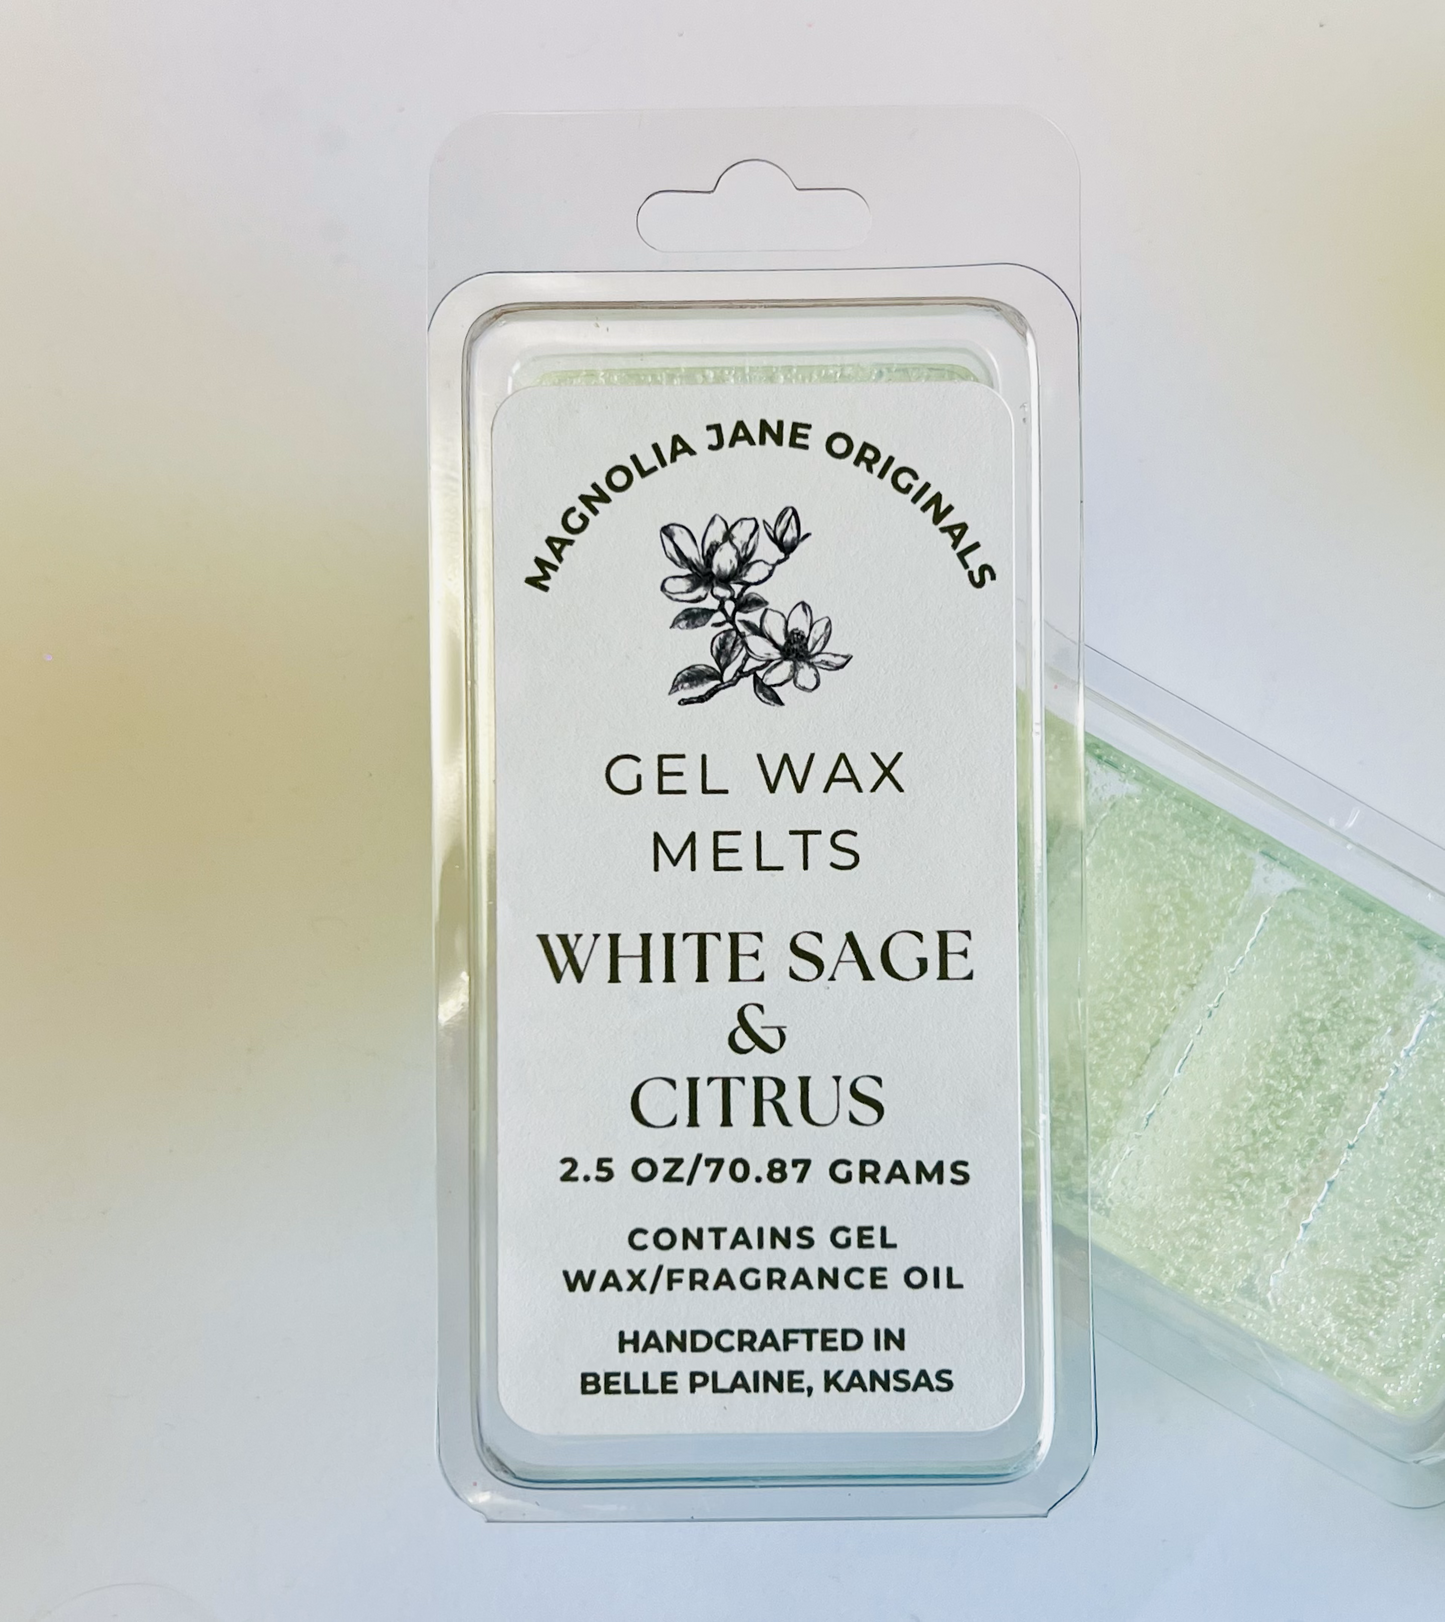 MAGNOLIA JANE ORIGINALS
GEL WAX
MELTS
WHITE SAGE
&
CITRUS
2.5 OZ/70.87 GRAMS
CONTAINS GEL
WAX/FRAGRANCE OIL
HANDCRAFTED IN
BELLE PLAINE, KANSAS